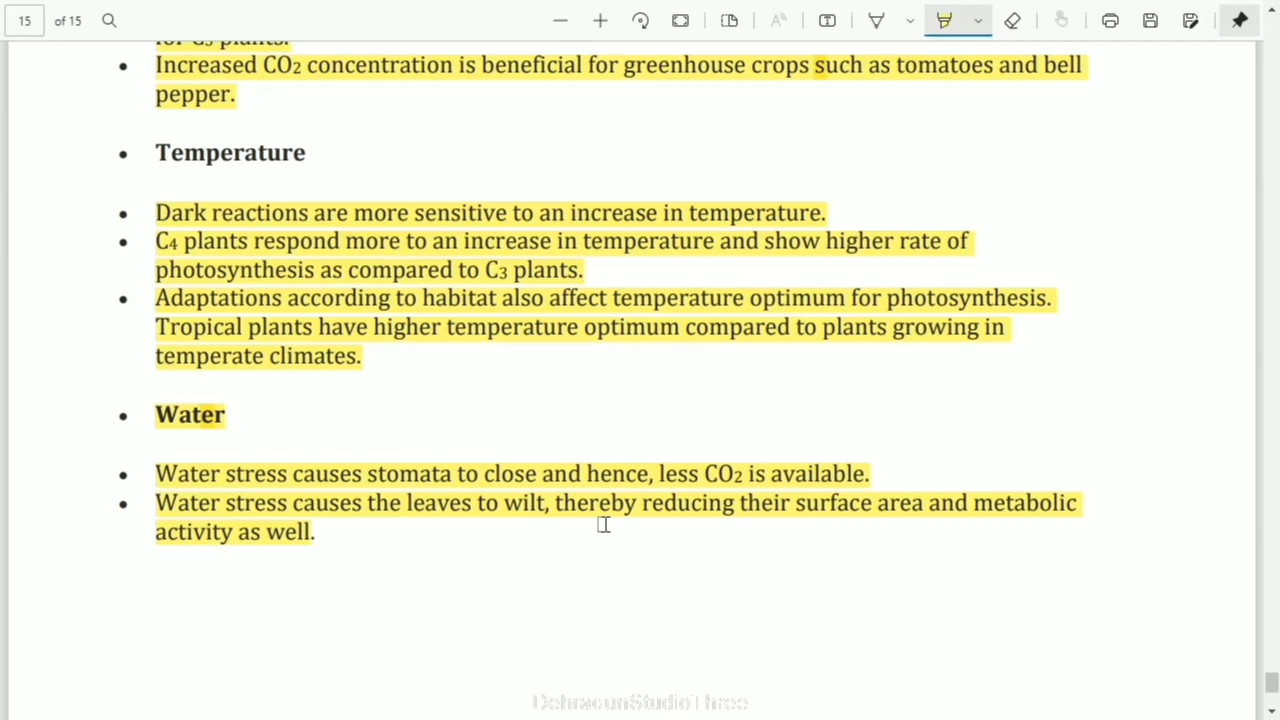 15 of 15
for C3 plants.
• Increased CO2 concentration is beneficial for greenhouse crops such as tomatoes and bell
pepper.
• Temperature
• Dark reactions are more sensitive to an increase in temperature.
• C4 plants respond more to an increase in temperature and show higher rate of
photosynthesis as compared to C3 plants.
• Adaptations according to habitat also affect temperature optimum for photosynthesis.
Tropical plants have higher temperature optimum compared to plants growing in
temperate climates.
• Water
• Water stress causes stomata to close and hence, less CO2 is available.
• Water stress causes the leaves to wilt, thereby reducing their surface area and metabolic
activity as well.
DehradunStudioThree